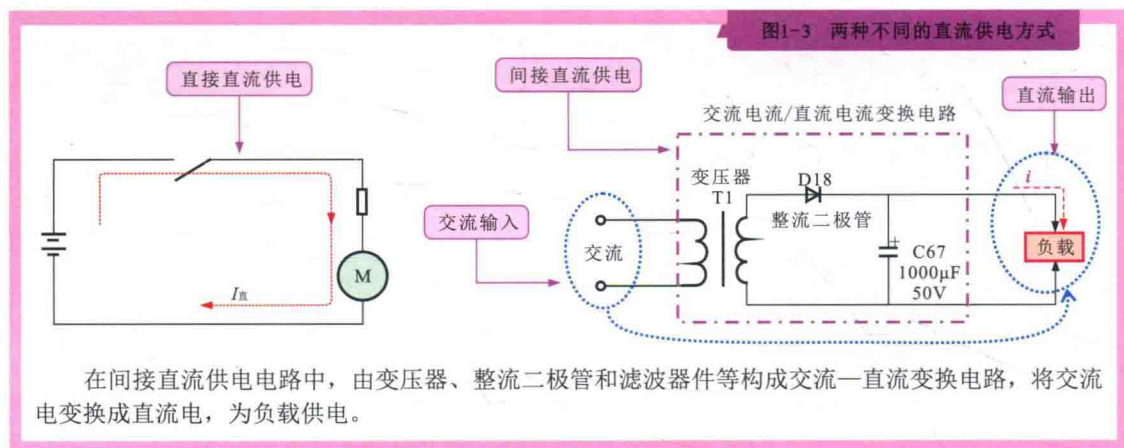 图1-3 两种不同的直流供电方式
直接直流供电
M
I直
间接直流供电
交流电流/直流电流变换电路
直流输出
变压器
T1
D18
整流二极管
i
交流输入
交流
+
C67
1000μF
50V
负载
在间接直流供电电路中，由变压器、整流二极管和滤波器件等构成交流—直流变换电路，将交流
电变换成直流电，为负载供电。